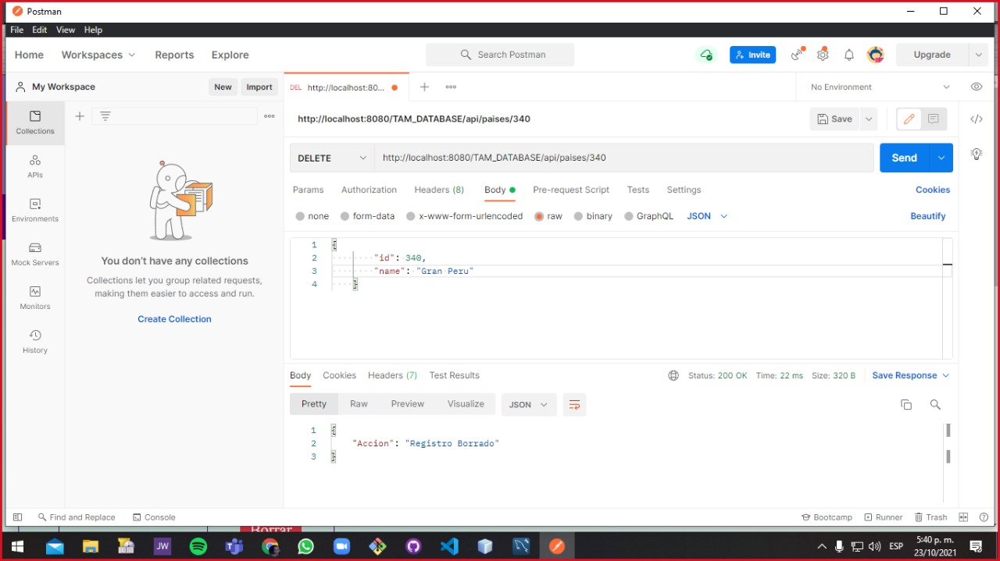 Postman
File Edit View Help
Home Workspaces Reports Explore Search Postman Invite Upgrade
My Workspace New Import DEL http://localhost:80... No Environment
http://localhost:8080/TAM_DATABASE/api/paises/340 Save
Collections
APIs
Environments
Mock Servers
Monitors
History
You don't have any collections
Collections let you group related requests,
making them easier to access and run.
Create Collection
DELETE http://localhost:8080/TAM_DATABASE/api/paises/340 Send
Params Authorization Headers (8) Body Pre-request Script Tests Settings Cookies
none form-data x-www-form-urlencoded raw binary GraphQL JSON Beautify
1 {
2 "id": 340,
3 "name": "Gran Peru"
4 }
Body Cookies Headers (7) Test Results Status: 200 OK Time: 22 ms Size: 320 B Save Response
Pretty Raw Preview Visualize JSON
1 {
2 "Accion": "Registro Borrado"
3 }
Find and Replace Console Bootcamp Runner Trash
Borrar
JW ESP 5:40 p. m.
23/10/2021